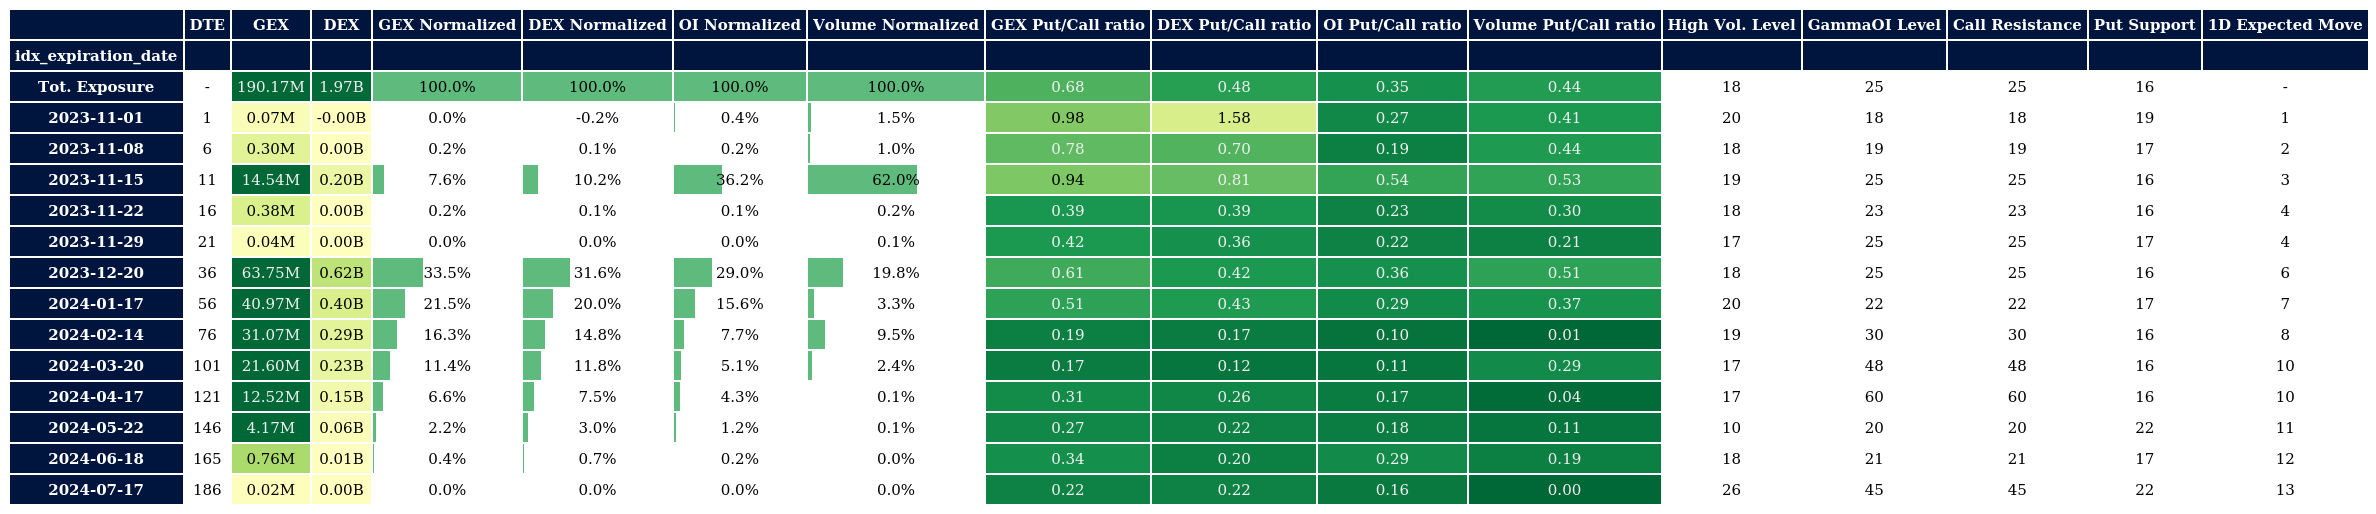 DTE GEX DEX GEX Normalized DEX Normalized OI Normalized Volume Normalized GEX Put/Call ratio DEX Put/Call ratio OI Put/Call ratio Volume Put/Call ratio High Vol. Level GammaOI Level Call Resistance Put Support 1D Expected Move
idx_expiration_date
Tot. Exposure - 190.17M 1.97B 100.0% 100.0% 100.0% 100.0% 0.68 0.48 0.35 0.44 18 25 25 16 -
2023-11-01 1 0.07M -0.00B 0.0% -0.2% 0.4% 1.5% 0.98 1.58 0.27 0.41 20 18 18 19 1
2023-11-08 6 0.30M 0.00B 0.2% 0.1% 0.2% 1.0% 0.78 0.70 0.19 0.44 18 19 19 17 2
2023-11-15 11 14.54M 0.20B 7.6% 10.2% 36.2% 62.0% 0.94 0.81 0.54 0.53 19 25 25 16 3
2023-11-22 16 0.38M 0.00B 0.2% 0.1% 0.1% 0.2% 0.39 0.39 0.23 0.30 18 23 23 16 4
2023-11-29 21 0.04M 0.00B 0.0% 0.0% 0.0% 0.1% 0.42 0.36 0.22 0.21 17 25 25 17 4
2023-12-20 36 63.75M 0.62B 33.5% 31.6% 29.0% 19.8% 0.61 0.42 0.36 0.51 18 25 25 16 6
2024-01-17 56 40.97M 0.40B 21.5% 20.0% 15.6% 3.3% 0.51 0.43 0.29 0.37 20 22 22 17 7
2024-02-14 76 31.07M 0.29B 16.3% 14.8% 7.7% 9.5% 0.19 0.17 0.10 0.01 19 30 30 16 8
2024-03-20 101 21.60M 0.23B 11.4% 11.8% 5.1% 2.4% 0.17 0.12 0.11 0.29 17 48 48 16 10
2024-04-17 121 12.52M 0.15B 6.6% 7.5% 4.3% 0.1% 0.31 0.26 0.17 0.04 17 60 60 16 10
2024-05-22 146 4.17M 0.06B 2.2% 3.0% 1.2% 0.1% 0.27 0.22 0.18 0.11 10 20 20 22 11
2024-06-18 165 0.76M 0.01B 0.4% 0.7% 0.2% 0.0% 0.34 0.20 0.29 0.19 18 21 21 17 12
2024-07-17 186 0.02M 0.00B 0.0% 0.0% 0.0% 0.0% 0.22 0.22 0.16 0.00 26 45 45 22 13